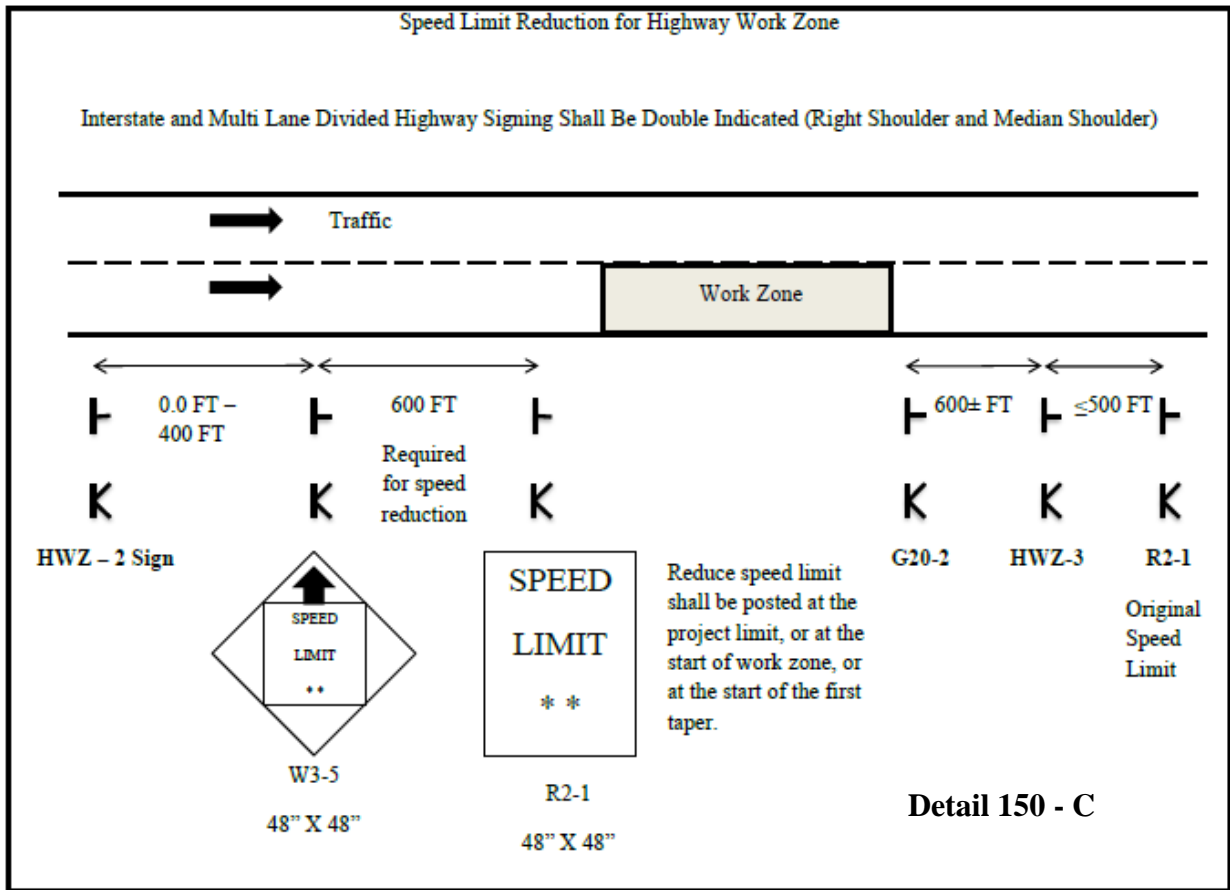 Speed Limit Reduction for Highway Work Zone
Interstate and Multi Lane Divided Highway Signing Shall Be Double Indicated (Right Shoulder and Median Shoulder)
Traffic
Work Zone
0.0 FT –
400 FT
600 FT
Required
for speed
reduction
600± FT
≤500 FT
HWZ – 2 Sign
G20-2
HWZ-3
R2-1
Original
Speed
Limit
SPEED
LIMIT
* *
W3-5
48” X 48”
SPEED
LIMIT
* *
R2-1
48” X 48”
Reduce speed limit
shall be posted at the
project limit, or at the
start of work zone, or
at the start of the first
taper.
Detail 150 - C